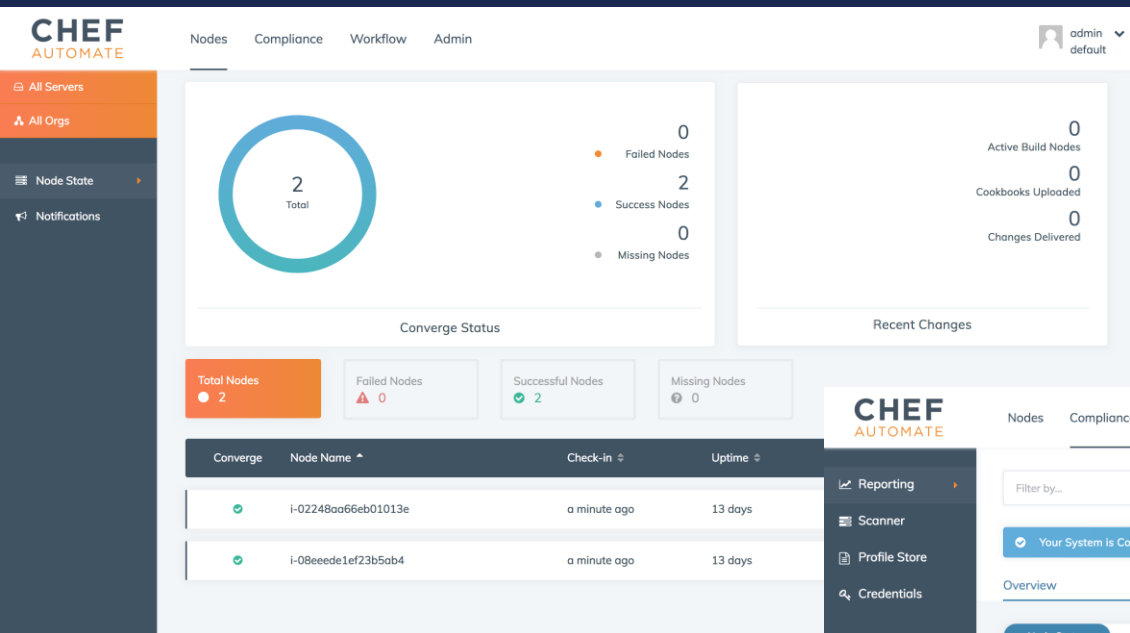 CHEF
AUTOMATE
Nodes Compliance Workflow Admin
admin
default
All Servers
All Orgs
Node State
Notifications
2
Total
0
Failed Nodes
2
Success Nodes
0
Missing Nodes
Converge Status
0
Active Build Nodes
0
Cookbooks Uploaded
0
Changes Delivered
Recent Changes
Total Nodes
2
Failed Nodes
0
Successful Nodes
2
Missing Nodes
0
Converge Node Name Check-in Uptime
i-02248aa66eb01013e a minute ago 13 days
i-08eeede1ef23b5ab4 a minute ago 13 days
CHEF
AUTOMATE
Nodes Complianc
Reporting
Scanner
Profile Store
Credentials
Filter by...
Your System is Co
Overview